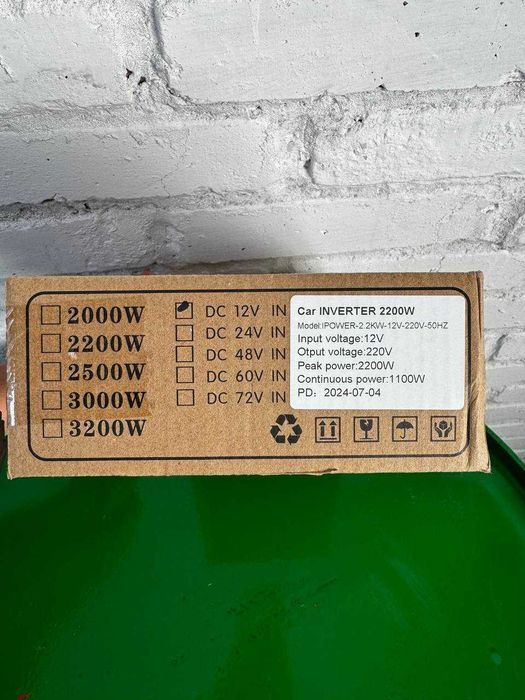 2000W
2200W
2500W
3000W
3200W
DC 12V IN
DC 24V IN
DC 48V IN
DC 60V IN
DC 72V IN
Car INVERTER 2200W
Model:IPOWER-2.2KW-12V-220V-50HZ
Input voltage:12V
Otput voltage:220V
Peak power:2200W
Continuous power:1100W
PD: 2024-07-04